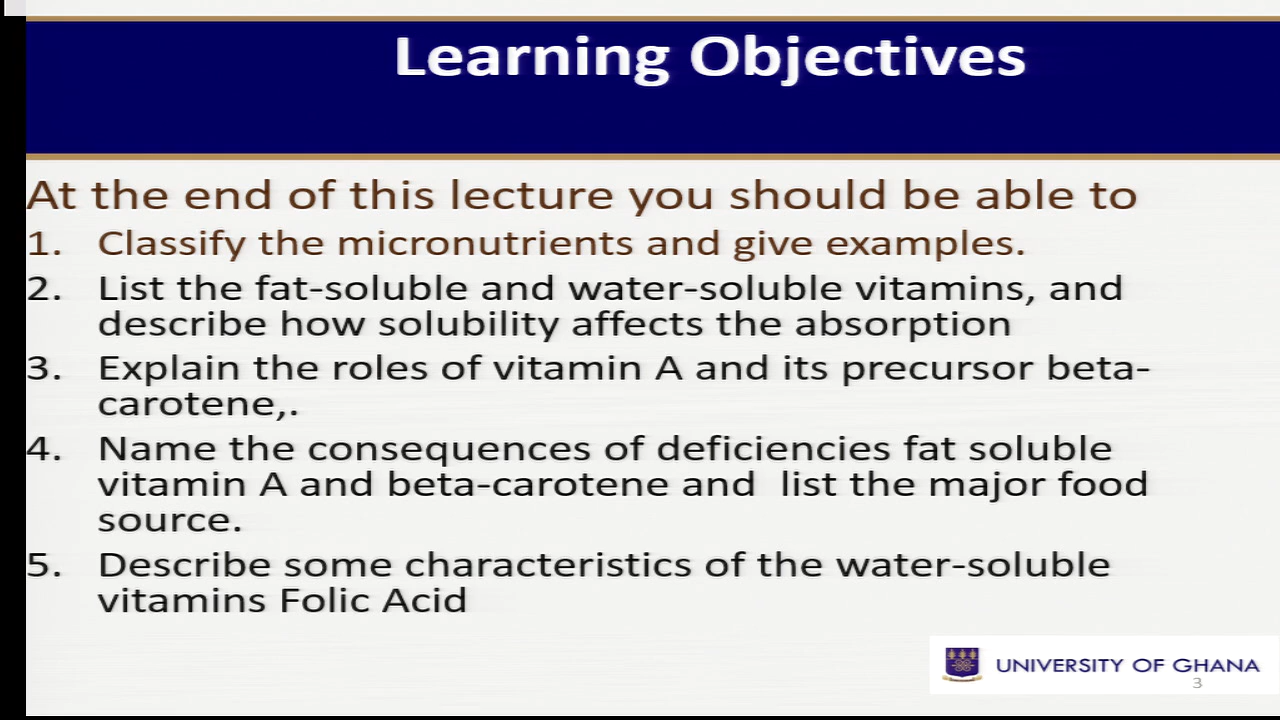 Learning Objectives
At the end of this lecture you should be able to
1. Classify the micronutrients and give examples.
2. List the fat-soluble and water-soluble vitamins, and
describe how solubility affects the absorption
3. Explain the roles of vitamin A and its precursor beta-
carotene,.
4. Name the consequences of deficiencies fat soluble
vitamin A and beta-carotene and  list the major food
source.
5. Describe some characteristics of the water-soluble
vitamins Folic Acid
UNIVERSITY OF GHANA
3